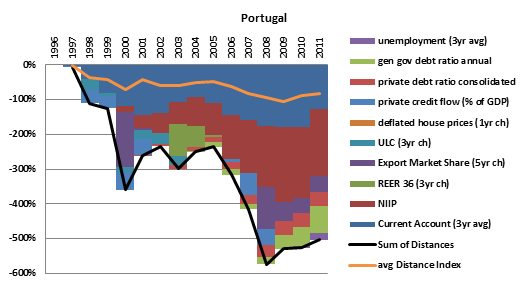 Portugal
1996 1997 1998 1999 2000 2001 2002 2003 2004 2005 2006 2007 2008 2009 2010 2011
0%
-100%
-200%
-300%
-400%
-500%
-600%
unemployment (3yr avg)
gen gov debt ratio annual
private debt ratio consolidated
private credit flow (% of GDP)
deflated house prices (1yr ch)
ULC (3yr ch)
Export Market Share (5yr ch)
REER 36 (3yr ch)
NIIP
Current Account (3yr avg)
Sum of Distances
avg Distance Index